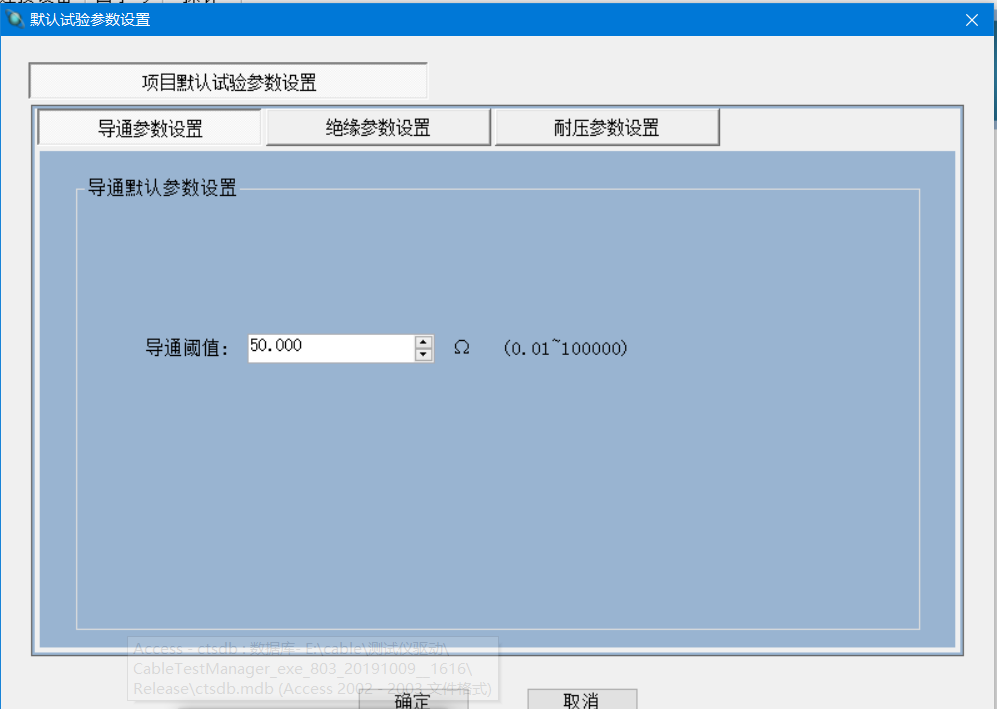 默认试验参数设置
项目默认试验参数设置
导通参数设置
绝缘参数设置
耐压参数设置
导通默认参数设置
导通阈值: 50.000 Ω (0.01~100000)
Access - ctsdb : 数据库- E:\cable\测试仪驱动\
CableTestManager_exe_803_20191009__1616\
Release\ctsdb.mdb (Access 2002 - 2003 文件格式)
确定
取消